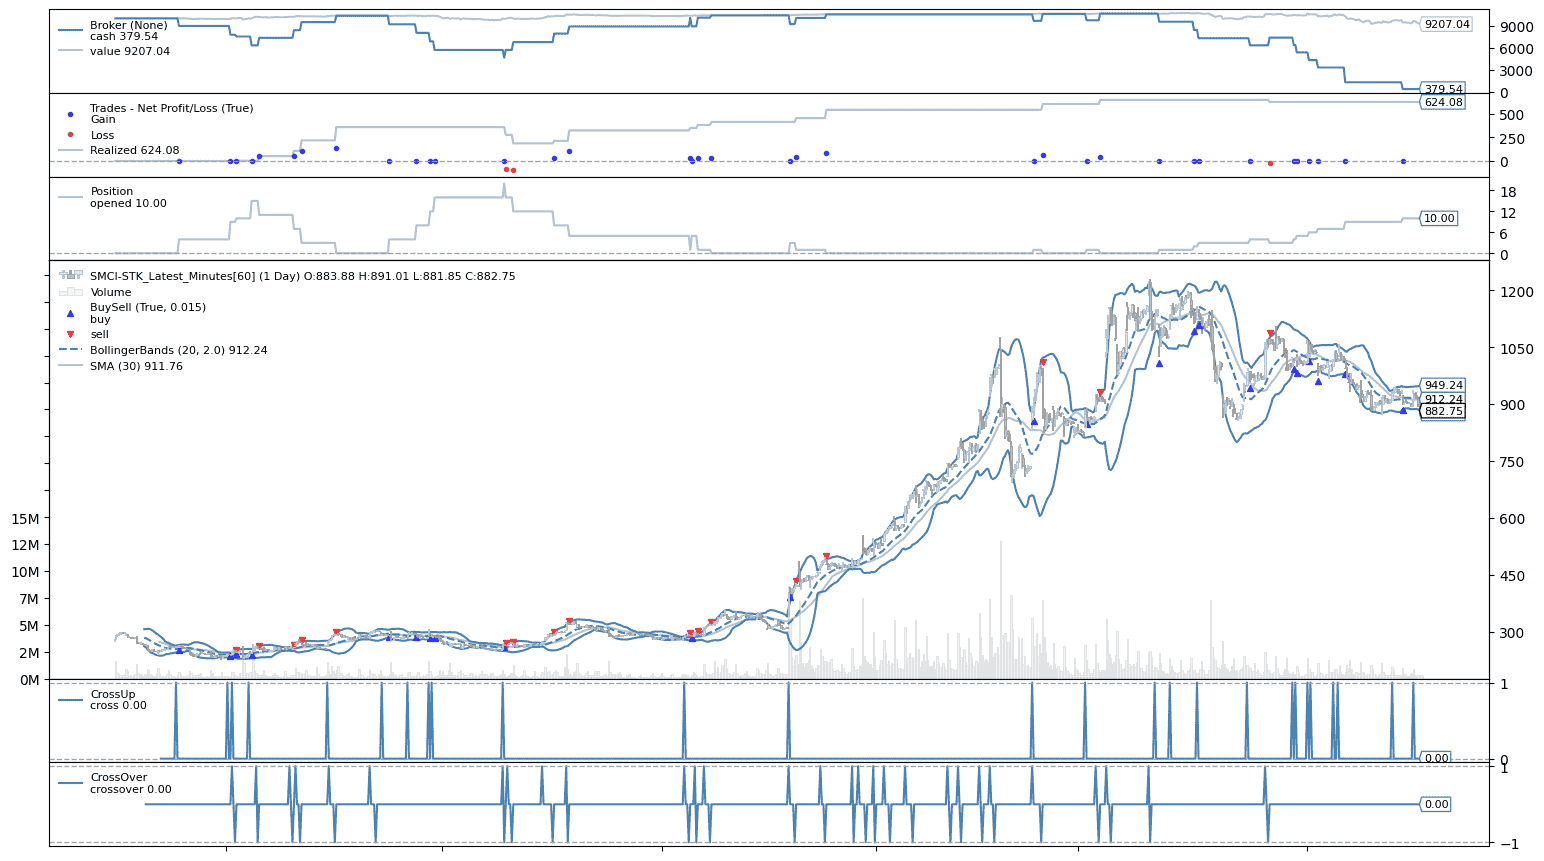 Broker (None)
cash 379.54
value 9207.04
9207.04
379.54
9000
6000
3000
0
Trades - Net Profit/Loss (True)
Gain
Loss
Realized 624.08
624.08
500
250
0
Position
opened 10.00
10.00
18
12
6
0
SMCI-STK_Latest_Minutes[60] (1 Day) O:883.88 H:891.01 L:881.85 C:882.75
Volume
BuySell (True, 0.015)
buy
sell
BollingerBands (20, 2.0) 912.24
SMA (30) 911.76
15M
12M
10M
7M
5M
2M
0M
949.24
912.24
882.75
1200
1050
900
750
600
450
300
CrossUp
cross 0.00
0.00
1
0
CrossOver
crossover 0.00
0.00
1
−1